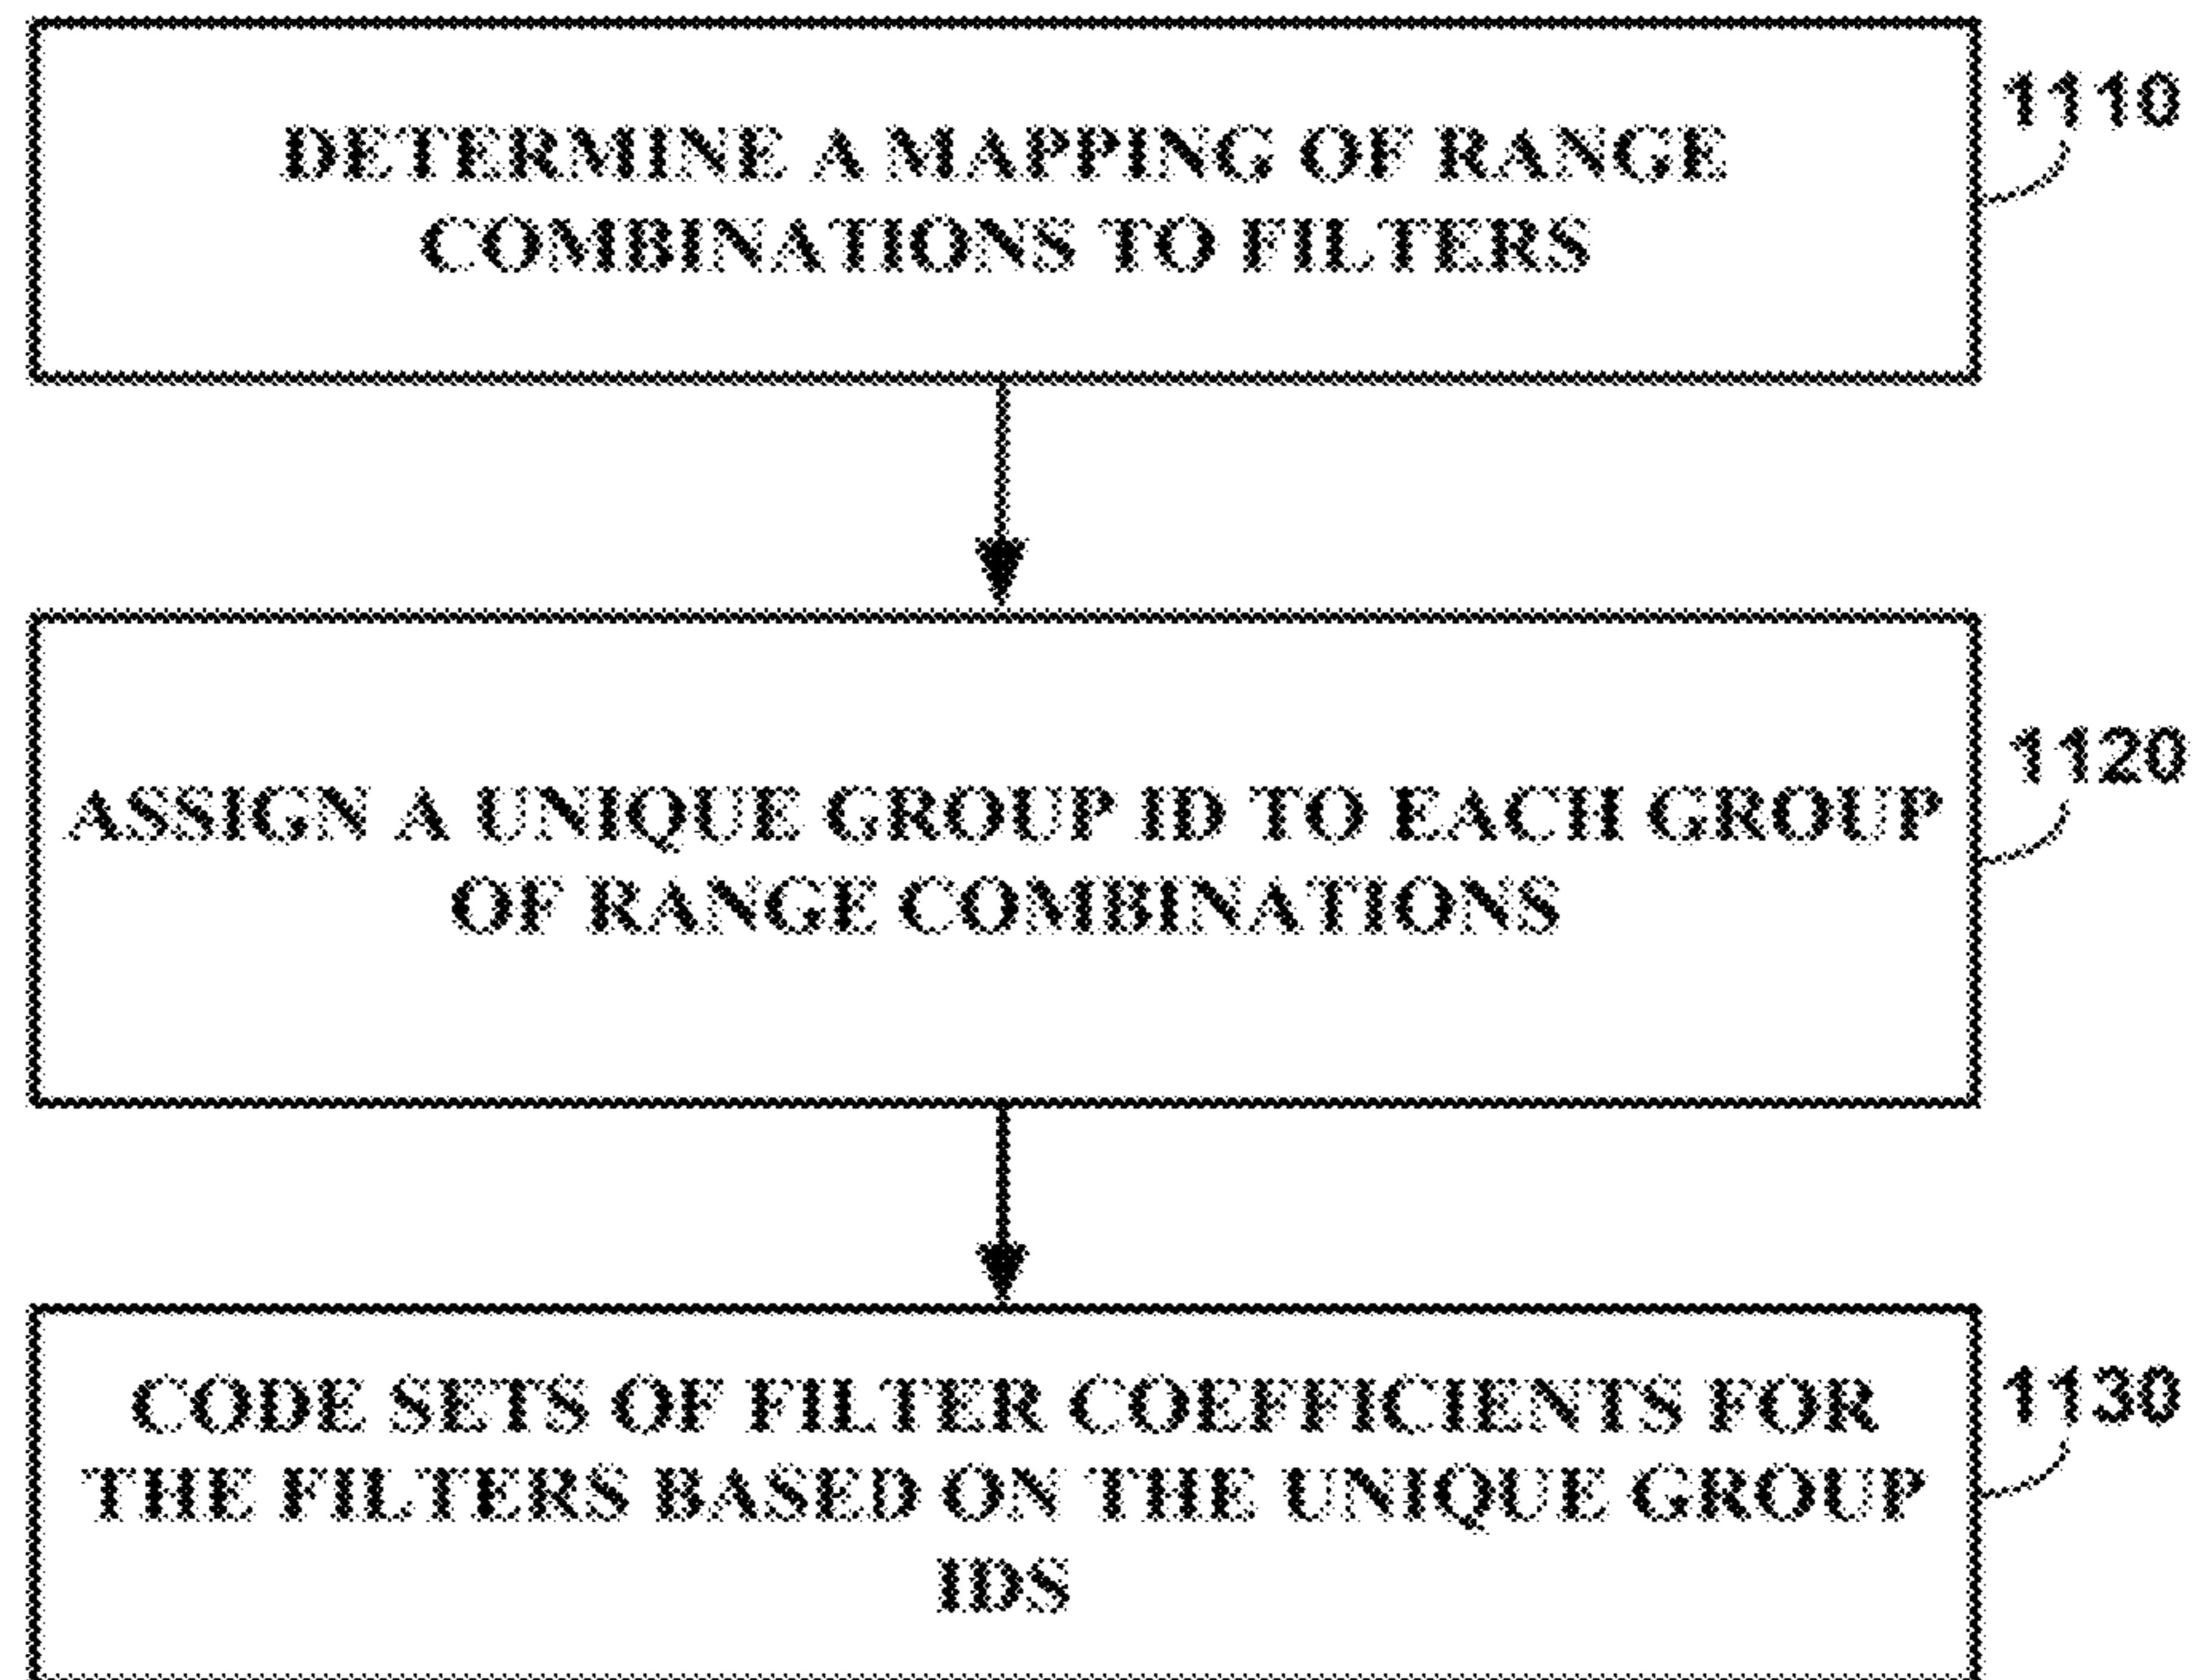 DETERMINE A MAPPING OF RANGE
COMBINATIONS TO FILTERS
1110
ASSIGN A UNIQUE GROUP ID TO EACH GROUP
OF RANGE COMBINATIONS
1120
CODE SETS OF FILTER COEFFICIENTS FOR
THE FILTERS BASED ON THE UNIQUE GROUP
IDS
1130